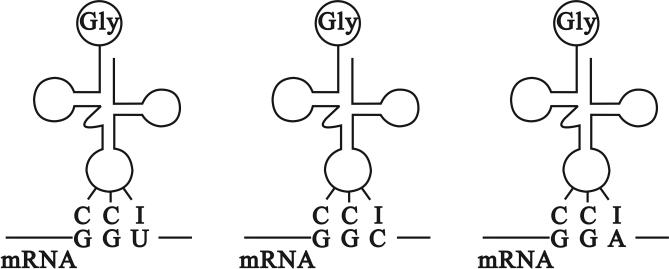 Gly Gly Gly
C C I C C I C C I
G G U G G C G G A
mRNA mRNA mRNA